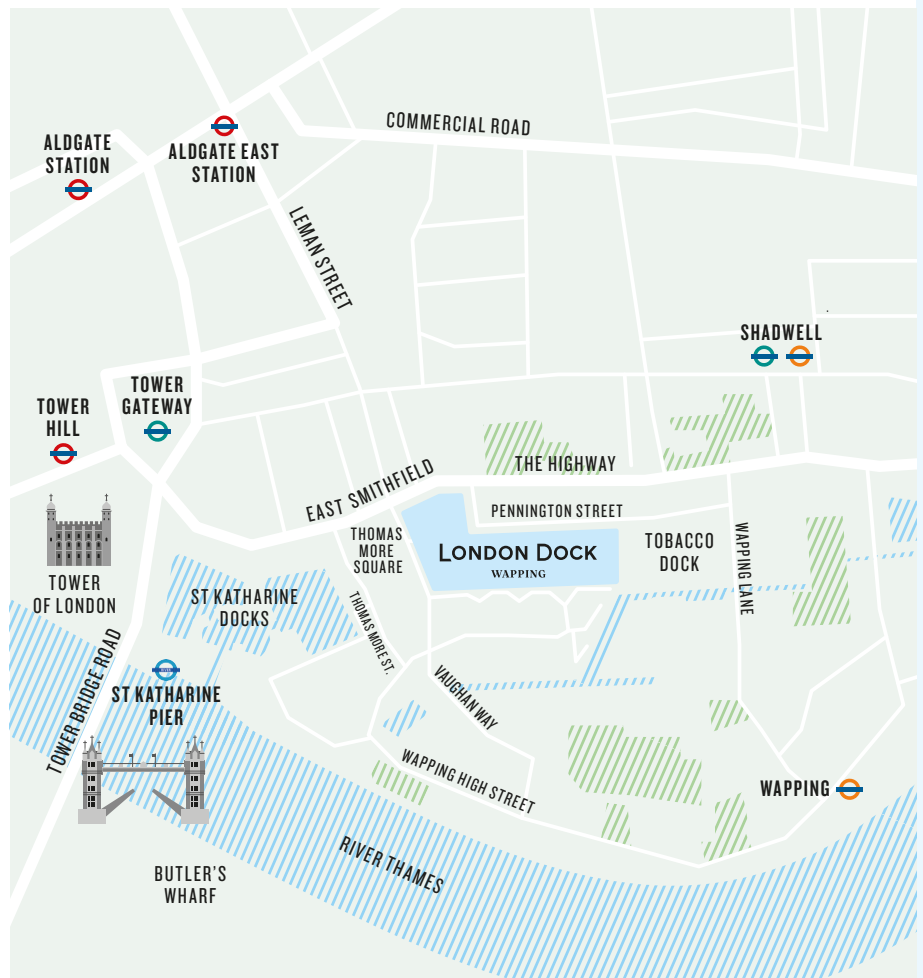 COMMERCIAL ROAD
ALDGATE
STATION
ALDGATE EAST
STATION
LEMAN STREET
SHADWELL
TOWER
GATEWAY
TOWER
HILL
THE HIGHWAY
EAST SMITHFIELD
PENNINGTON STREET
THOMAS
MORE
SQUARE
LONDON DOCK
WAPPING
TOBACCO
DOCK
WAPPING LANE
TOWER
OF LONDON
ST KATHARINE
DOCKS
THOMAS MORE ST.
TOWER BRIDGE ROAD
ST KATHARINE
PIER
VAUGHAN WAY
WAPPING HIGH STREET
WAPPING
RIVER THAMES
BUTLER'S
WHARF